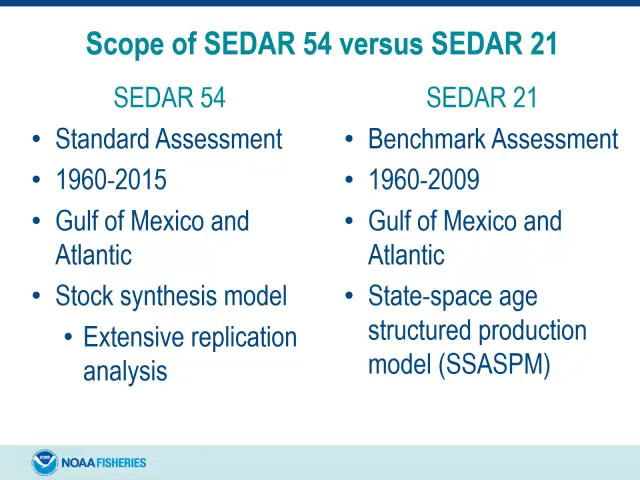 Scope of SEDAR 54 versus SEDAR 21
SEDAR 54
• Standard Assessment
• 1960-2015
• Gulf of Mexico and
Atlantic
• Stock synthesis model
• Extensive replication
analysis
SEDAR 21
• Benchmark Assessment
• 1960-2009
• Gulf of Mexico and
Atlantic
• State-space age
structured production
model (SSASPM)
NOAA FISHERIES